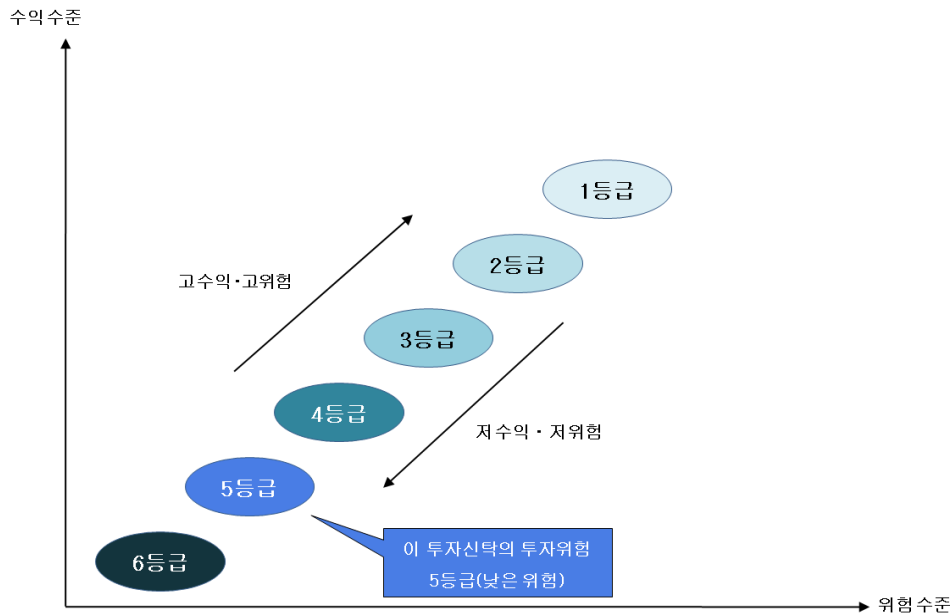 수익수준
1등급
2등급
고수익·고위험
3등급
4등급
저수익·저위험
5등급
이 투자신탁의 투자위험
5등급(낮은 위험)
6등급
위험수준